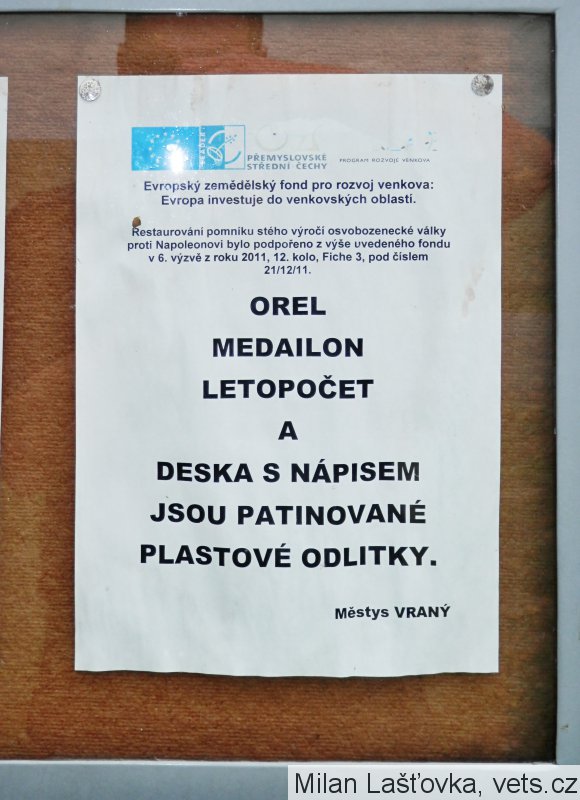 LEADER
PŘEMYSLOVSKÉ
STŘEDNÍ ČECHY
PROGRAM ROZVOJE VENKOVA
Evropský zemědělský fond pro rozvoj venkova:
Evropa investuje do venkovských oblastí.
Restaurování pomníku stého výročí osvobozenecké války
proti Napoleonovi bylo podpořeno z výše uvedeného fondu
v 6. výzvě z roku 2011, 12. kolo, Fiche 3, pod číslem
21/12/11.
OREL
MEDAILON
LETOPOČET
A
DESKA S NÁPISEM
JSOU PATINOVANÉ
PLASTOVÉ ODLITKY.
Městys VRANÝ
Milan Lašťovka, vets.cz